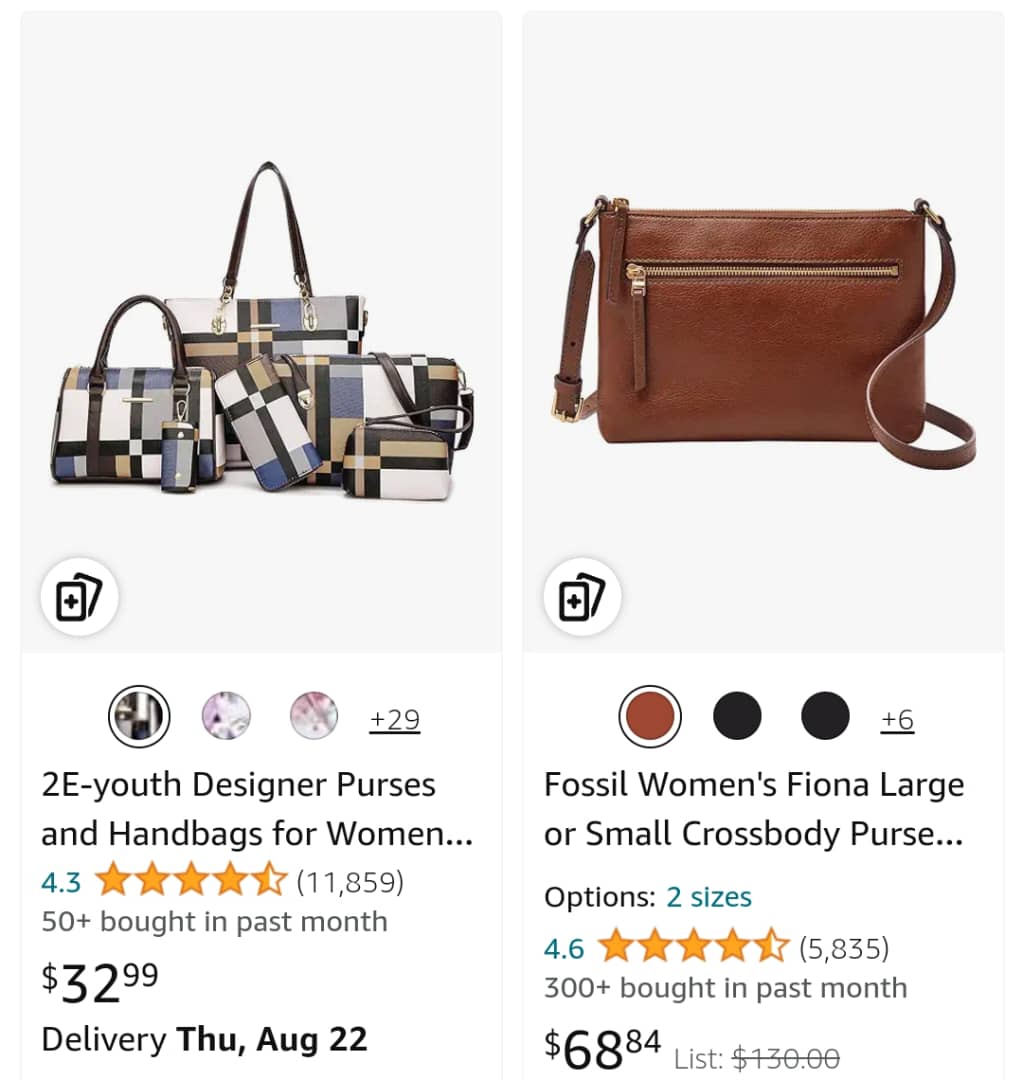 +29
2E-youth Designer Purses
and Handbags for Women...
4.3 (11,859)
50+ bought in past month
$32 99
Delivery Thu, Aug 22
+6
Fossil Women's Fiona Large
or Small Crossbody Purse...
Options: 2 sizes
4.6 (5,835)
300+ bought in past month
$68 84 List: $130.00